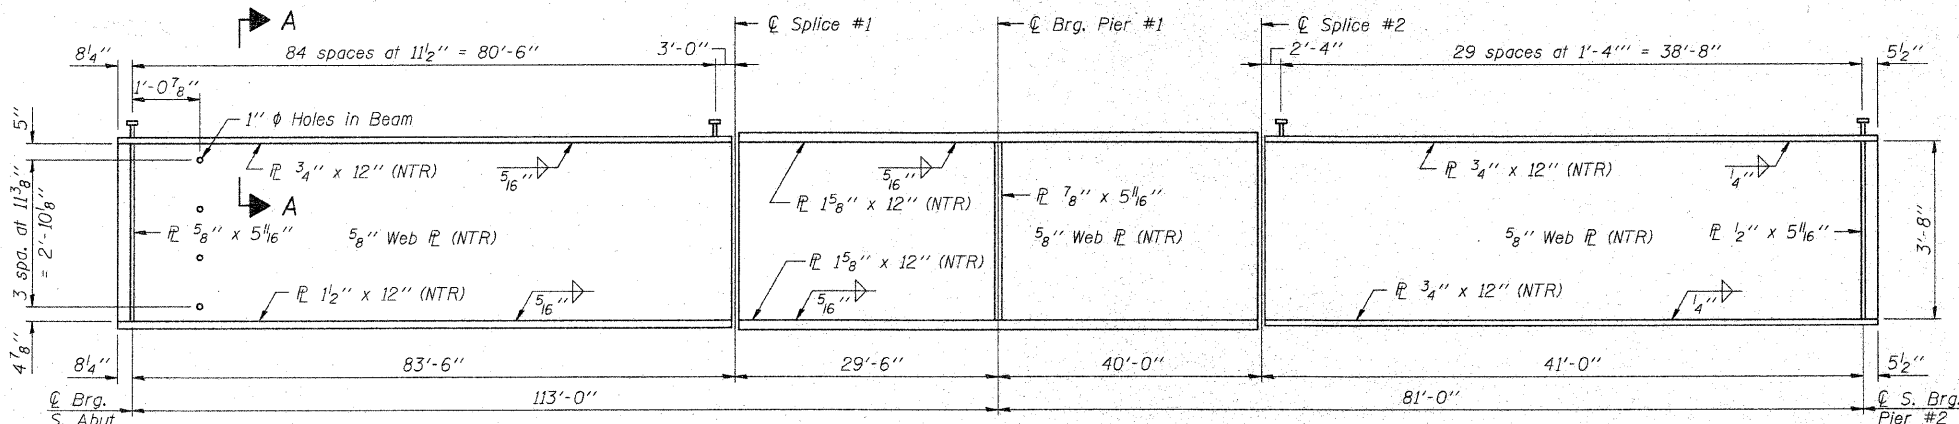 A
℄ Splice #1
℄ Brg. Pier #1
℄ Splice #2
8¼''
84 spaces at 11½'' = 80'-6''
3'-0''
2'-4''
29 spaces at 1'-4''' = 38'-8''
5½''
1'-0⅞''
5''
1'' ϕ Holes in Beam
℄ ¾'' x 12'' (NTR)
5/16''
5/16''
℄ ¾'' x 12'' (NTR)
¼''
A
℄ 1⅝'' x 12'' (NTR)
℄ ⅞'' x 5 11/16''
3 spa. at 11⅜''
= 2'-10⅛''
℄ ⅝'' x 5 11/16''
⅝'' Web ℄ (NTR)
⅝'' Web ℄ (NTR)
⅝'' Web ℄ (NTR)
℄ ½'' x 5 11/16''
3'-8''
℄ 1½'' x 12'' (NTR)
5/16''
℄ 1⅝'' x 12'' (NTR)
5/16''
℄ ¾'' x 12'' (NTR)
¼''
4⅞''
8¼''
83'-6''
29'-6''
40'-0''
41'-0''
5½''
℄ Brg.
S. Abut.
113'-0''
81'-0''
℄ S. Brg.
Pier #2